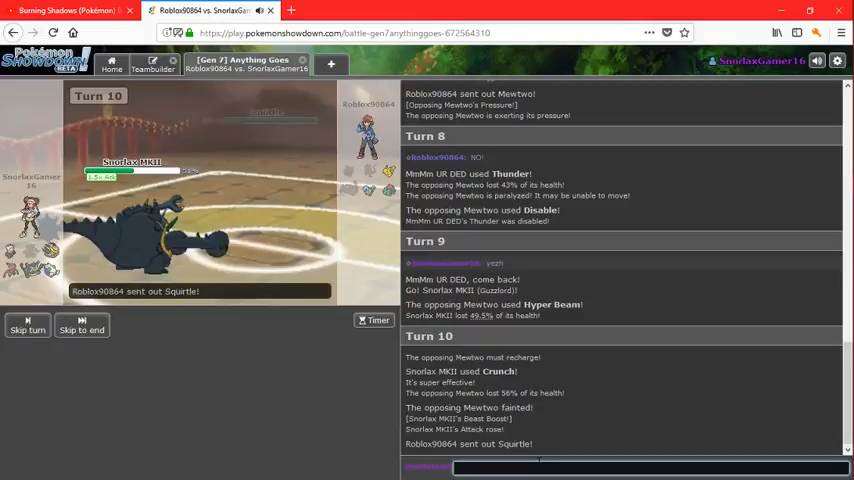 Burning Shadows (Pokémon)
Roblox90864 vs. SnorlaxGamer16
https://play.pokemonshowdown.com/battle-gen7anythinggoes-672564310
POKÉMON
SHOWDOWN
BETA
Home
Teambuilder
[Gen 7] Anything Goes
Roblox90864 vs. SnorlaxGamer16
SnorlaxGamer16
Turn 10
Squirtle
Roblox90864
Snorlax MKII
1.5x Atk
SnorlaxGamer
16
Roblox90864 sent out Squirtle!
Skip turn
Skip to end
Timer
Roblox90864 sent out Mewtwo!
[Opposing Mewtwo's Pressure!]
The opposing Mewtwo is exerting its pressure!
Turn 8
☆Roblox90864: NO!
MmMm UR DED used Thunder!
The opposing Mewtwo lost 43% of its health!
The opposing Mewtwo is paralyzed! It may be unable to move!
The opposing Mewtwo used Disable!
MmMm UR DED's Thunder was disabled!
Turn 9
☆SnorlaxGamer16: yezh
MmMm UR DED, come back!
Go! Snorlax MKII (Guzzlord)!
The opposing Mewtwo used Hyper Beam!
Snorlax MKII lost 49.5% of its health!
Turn 10
The opposing Mewtwo must recharge!
Snorlax MKII used Crunch!
It's super effective!
The opposing Mewtwo lost 56% of its health!
The opposing Mewtwo fainted!
[Snorlax MKII's Beast Boost!]
Snorlax MKII's Attack rose!
Roblox90864 sent out Squirtle!